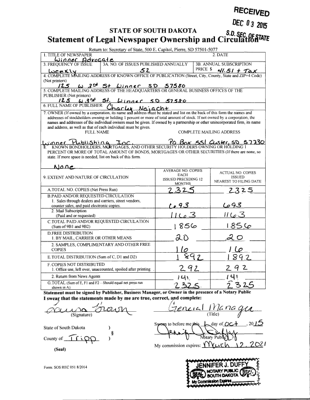 RECEIVED
DEC 03 2015
S.D. SEC. OF STATE
STATE OF SOUTH DAKOTA
Statement of Legal Newspaper Ownership and Circulation
Return to: Secretary of State, 500 E. Capitol, Pierre, SD 57501-5077
1. TITLE OF NEWSPAPER
2. DATE
Winner Advocate
3. FREQUENCY OF ISSUE
3A. NO. OF ISSUES PUBLISHED ANNUALLY
3B. ANNUAL SUBSCRIPTION
Weekly
52
PRICE $ 41.51 + Tax
4. COMPLETE MAILING ADDRESS OF KNOWN OFFICE OF PUBLICATION (Street, City, County, State and ZIP+4 Code)
(Not printers)
125 W 3rd St Winner SD 57580
5. COMPLETE MAILING ADDRESS OF THE HEADQUARTERS OR GENERAL BUSINESS OFFICES OF THE
PUBLISHER (Not printer)
125 W 3rd St. Winner SD 57580
6. FULL NAME OF PUBLISHER: Charley Najacht
7. OWNER (If owned by a corporation, its name and address must be stated and also on the back of this form the names and
addresses of stockholders owning or holding 1 percent or more of total amount of stock. If not owned by a corporation, the
names and addresses of the individual owners must be given. If owned by a partnership or other unincorporated firm, its name
and address, as well as that of each individual must be given.
FULL NAME
COMPLETE MAILING ADDRESS
Winner Publishing Inc.
Po Box 551 Custer, SD 57730
8. KNOWN BONDHOLDERS, MORTGAGES, AND OTHER SECURITY HOLDERS OWNING OR HOLDING 1
PERCENT OR MORE OF TOTAL AMOUNT OF BONDS, MORTGAGES OR OTHER SECURITIES (If there are none, so
state. If more space is needed, list on back of this form.
None
9. EXTENT AND NATURE OF CIRCULATION
AVERAGE NO. COPIES
EACH
ISSUED PRECEEDING 12
MONTHS
ACTUAL NO. COPIES
ISSUED
NEAREST TO FILING DATE
A.TOTAL NO. COPIES (Net Press Run)
2325
2325
B.PAID AND/OR REQUESTED CIRCULATION
1. Sales through dealers and carriers, street vendors,
counter sales, and paid electronic copies.
693
693
2. Mail Subscription
(Paid and or requested)
1163
1163
C.TOTAL PAID AND/OR REQUESTED CIRCULATION
(Sum of 9B1 and 9B2)
1856
1856
D.FREE DISTRIBUTION
1. BY MAIL, CARRIER OR OTHER MEANS
20
20
2. SAMPLES, COMPLIMENTARY AND OTHER FREE
COPIES
16
16
E.TOTAL DISTRIBUTION (Sum of C, D1 and D2)
1892
1892
F.COPIES NOT DISTRIBUTED
1. Office use, left over, unaccounted, spoiled after printing
292
292
2. Return from News Agents
141
141
G.TOTAL (Sum of E, F1 and F2 - Should equal net press run
shown in A)
2325
2325
Statement must be signed by Publisher, Business Manager, or Owner in the presence of a Notary Public
I swear that the statements made by me are true, correct, and complete:
Laura Brown
(Signature)
General Manager
(Title)
State of South Dakota )
County of Tripp )
(Seal)
Sworn to before me this day of Oct 2015
Jennifer J. Duffy
Notary Public
My commission expires: March 12, 2021
JENNIFER J. DUFFY
NOTARY PUBLIC
SOUTH DAKOTA
My Commission Expires
Form: SOS REC 051 8/2014